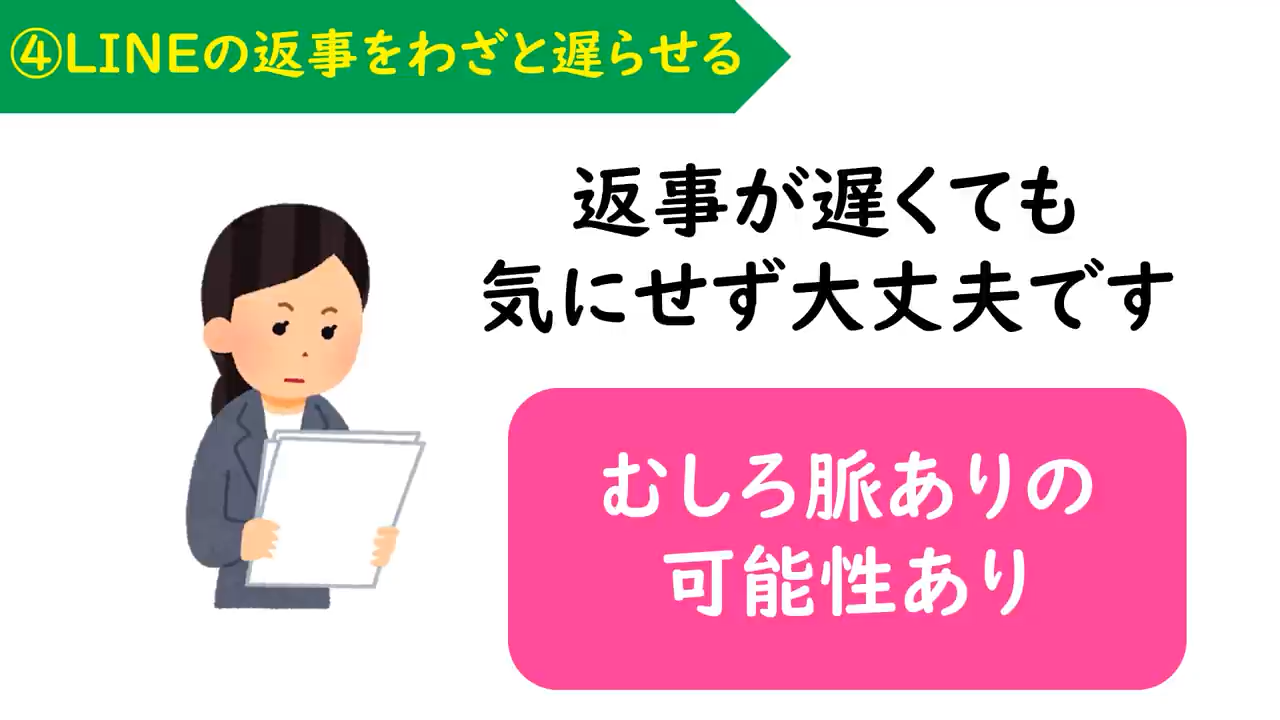 ④LINEの返事をわざと遅らせる
返事が遅くても
気にせず大丈夫です
むしろ脈ありの
可能性あり